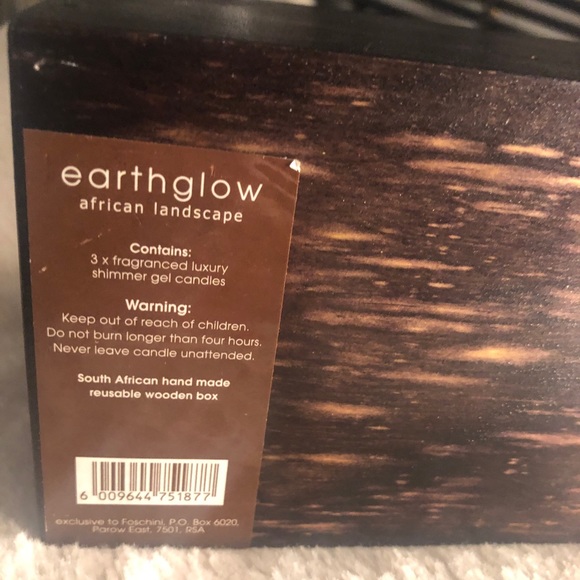 earthglow
african landscape
Contains:
3 x fragranced luxury
shimmer gel candles
Warning:
Keep out of reach of children.
Do not burn longer than four hours.
Never leave candle unattended.
South African hand made
reusable wooden box
6 009644 751877
exclusive to Foschini, P.O. Box 6020,
Parow East, 7501, RSA